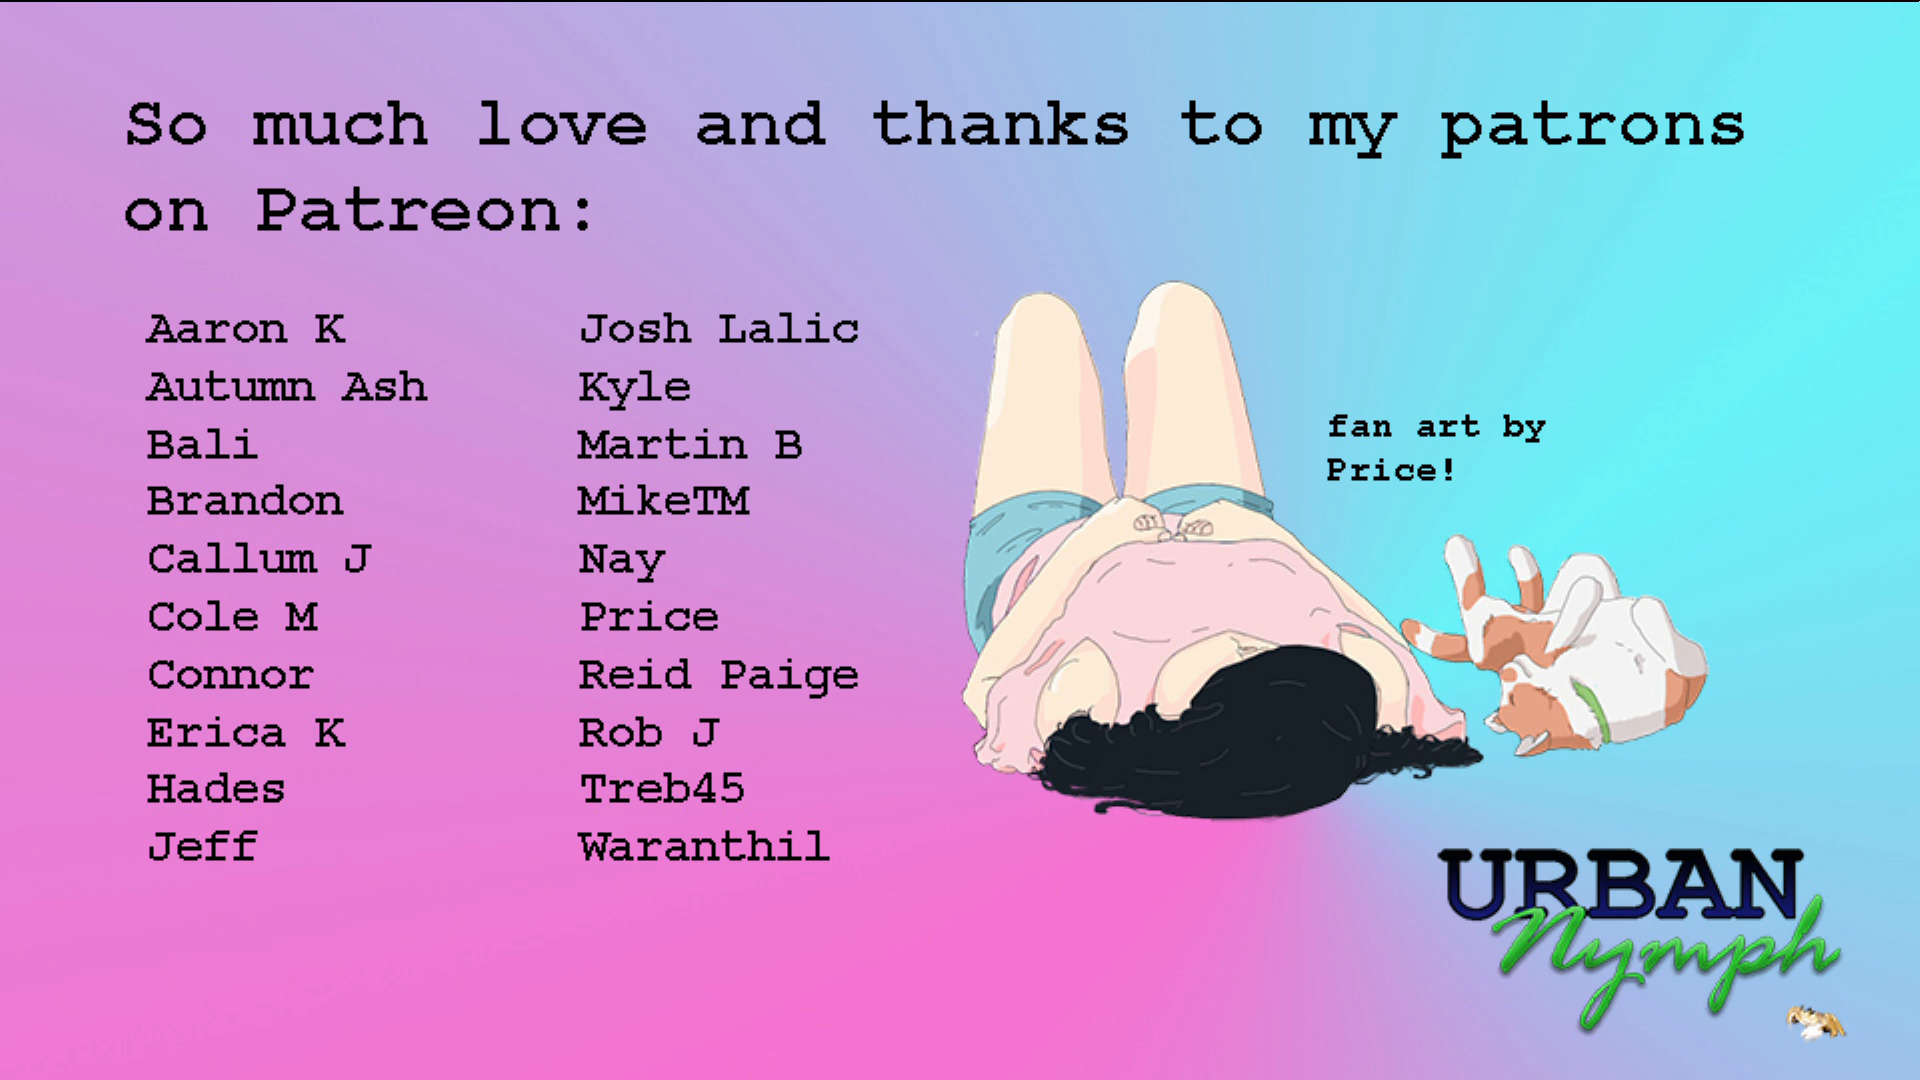 So much love and thanks to my patrons
on Patreon:
Aaron K
Autumn Ash
Bali
Brandon
Callum J
Cole M
Connor
Erica K
Hades
Jeff
Josh Lalic
Kyle
Martin B
MikeTM
Nay
Price
Reid Paige
Rob J
Treb45
Waranthil
fan art by
Price!
URBAN
Nymph